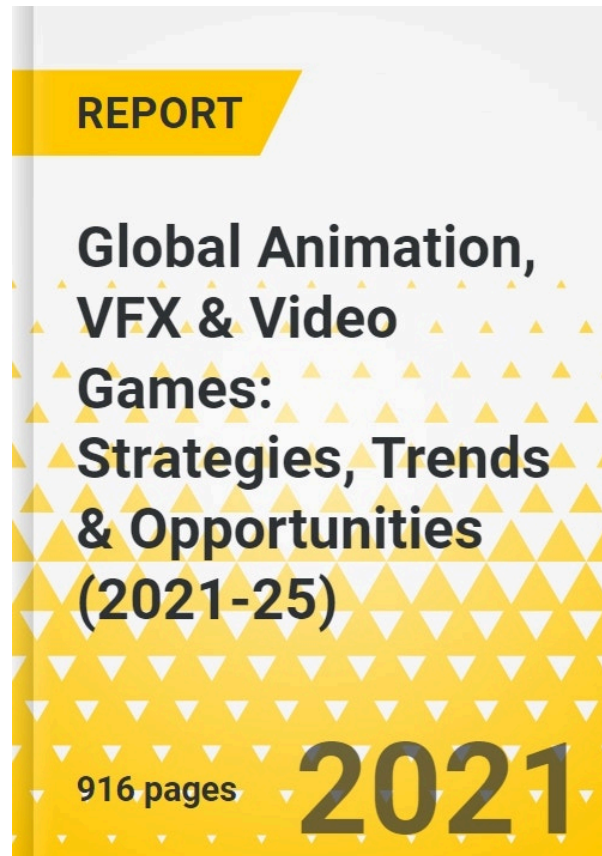 REPORT
Global Animation,
VFX & Video
Games:
Strategies, Trends
& Opportunities
(2021-25)
916 pages
2021